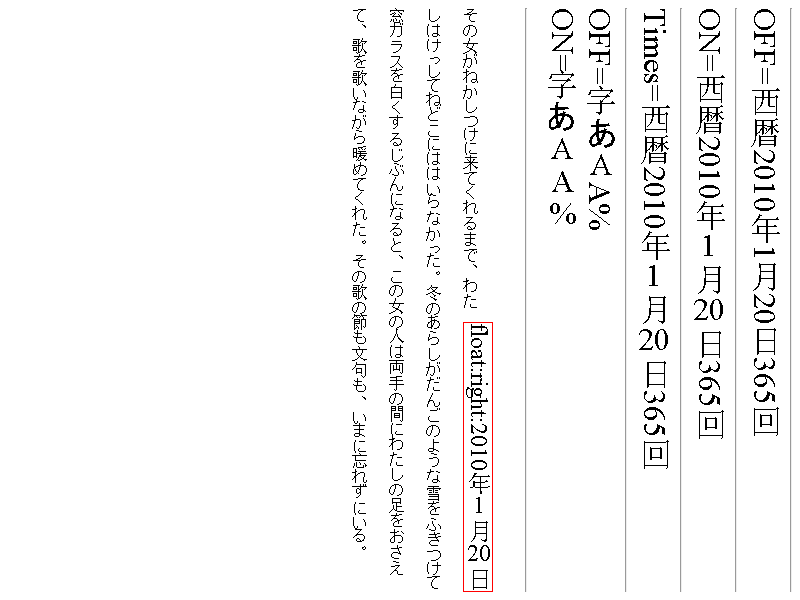 OFF=西暦2010年1月20日365回
ON=西暦2010年1月20日365回
Times=西暦2010年1月20日365回
OFF=字あＡA%
ON=字あＡA%
その女がねかしつけに来てくれるまで、わた
float:right:2010年1月20日
しはけっしてねどこにははいらなかった。冬のあらしがだんごのような雪をふきつけて
窓ガラスを白くするじぶんになると、この女の人は両手の間にわたしの足をおさえ
て、歌を歌いながら暖めてくれた。その歌の節も文句も、いまに忘れずにいる。